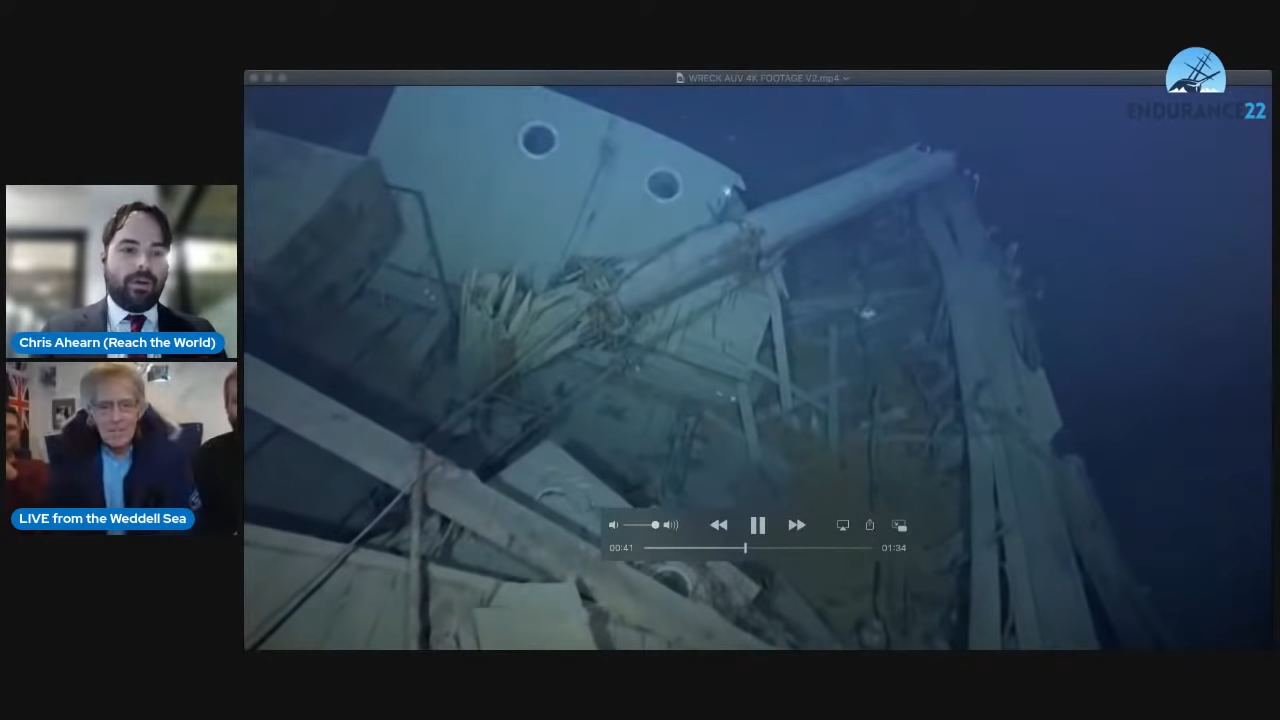 WRECK AUV 4K FOOTAGE V2.mp4
ENDURANCE22
Chris Ahearn (Reach the World)
LIVE from the Weddell Sea
00:41
01:34